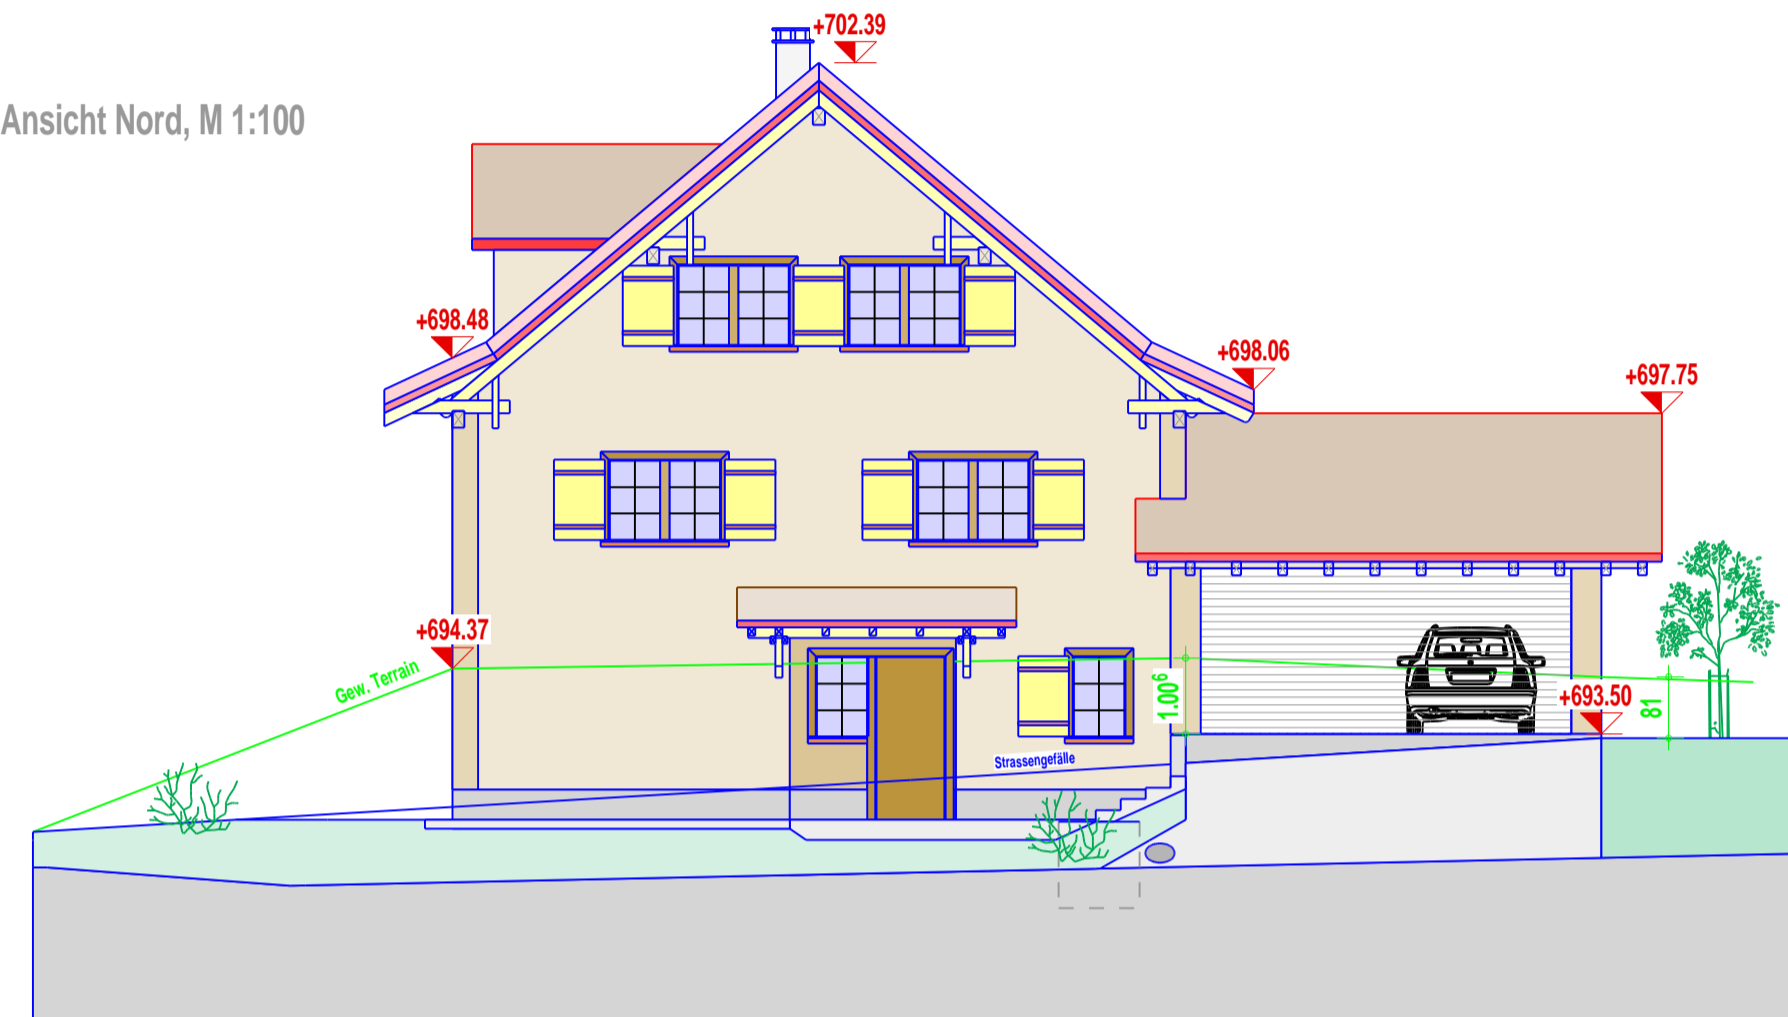 +702.39
Ansicht Nord, M 1:100
+698.48
+698.06
+697.75
+694.37
Gew. Terrain
1.00⁶
+693.50
81
Strassengefälle